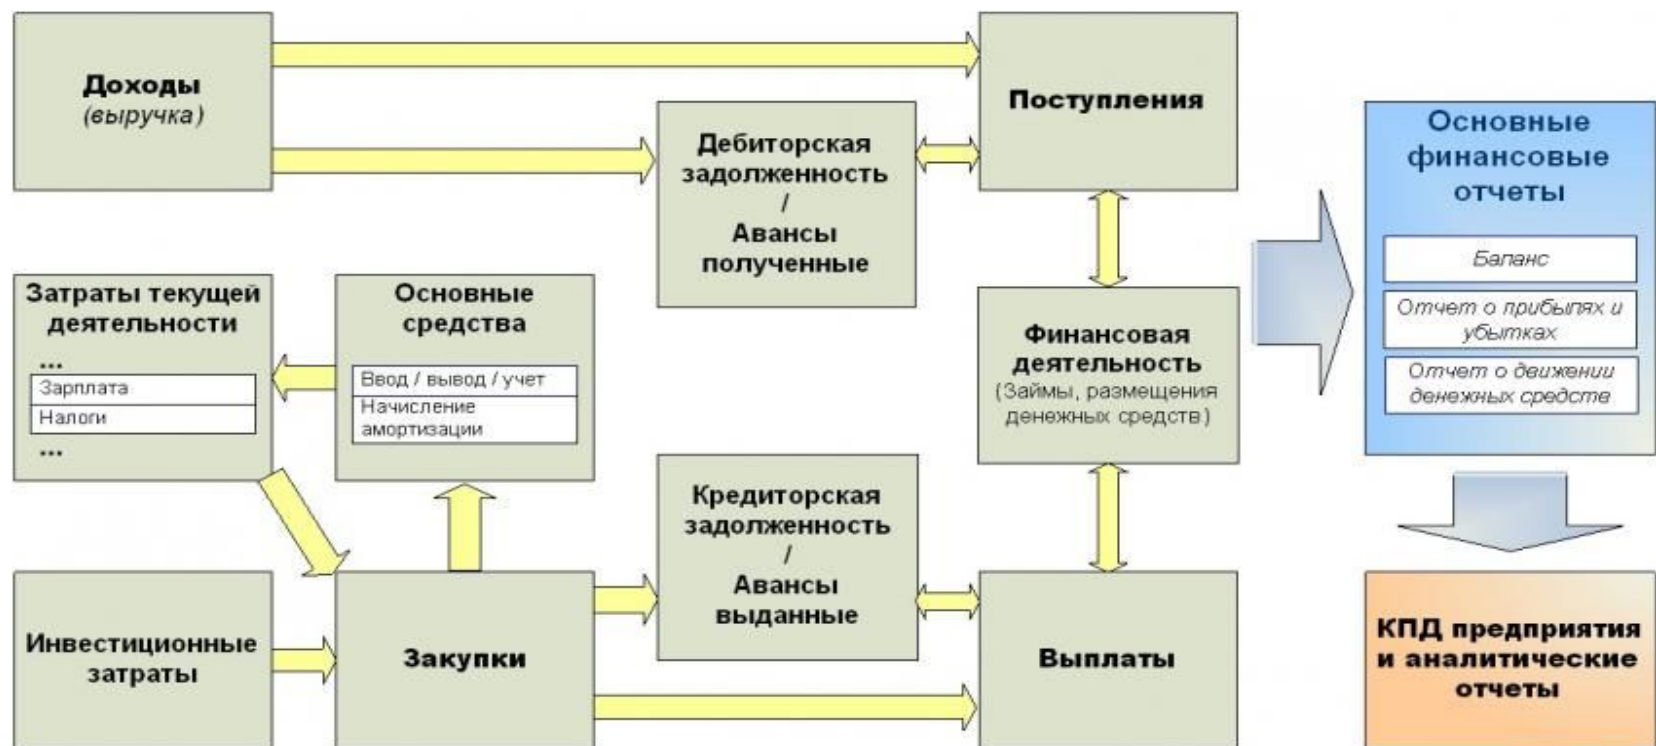 Доходы
(выручка)
Поступления
Дебиторская
задолженность
/
Авансы
полученные
Основные
финансовые
отчеты
Баланс
Отчет о прибылях и
убытках
Отчет о движении
денежных средств
Затраты текущей
деятельности
...
Зарплата
Налоги
...
Основные
средства
Ввод / вывод / учет
Начисление
амортизации
Финансовая
деятельность
(Займы, размещения
денежных средств)
Кредиторская
задолженность
/
Авансы
выданные
Инвестиционные
затраты
Закупки
Выплаты
КПД предприятия
и аналитические
отчеты